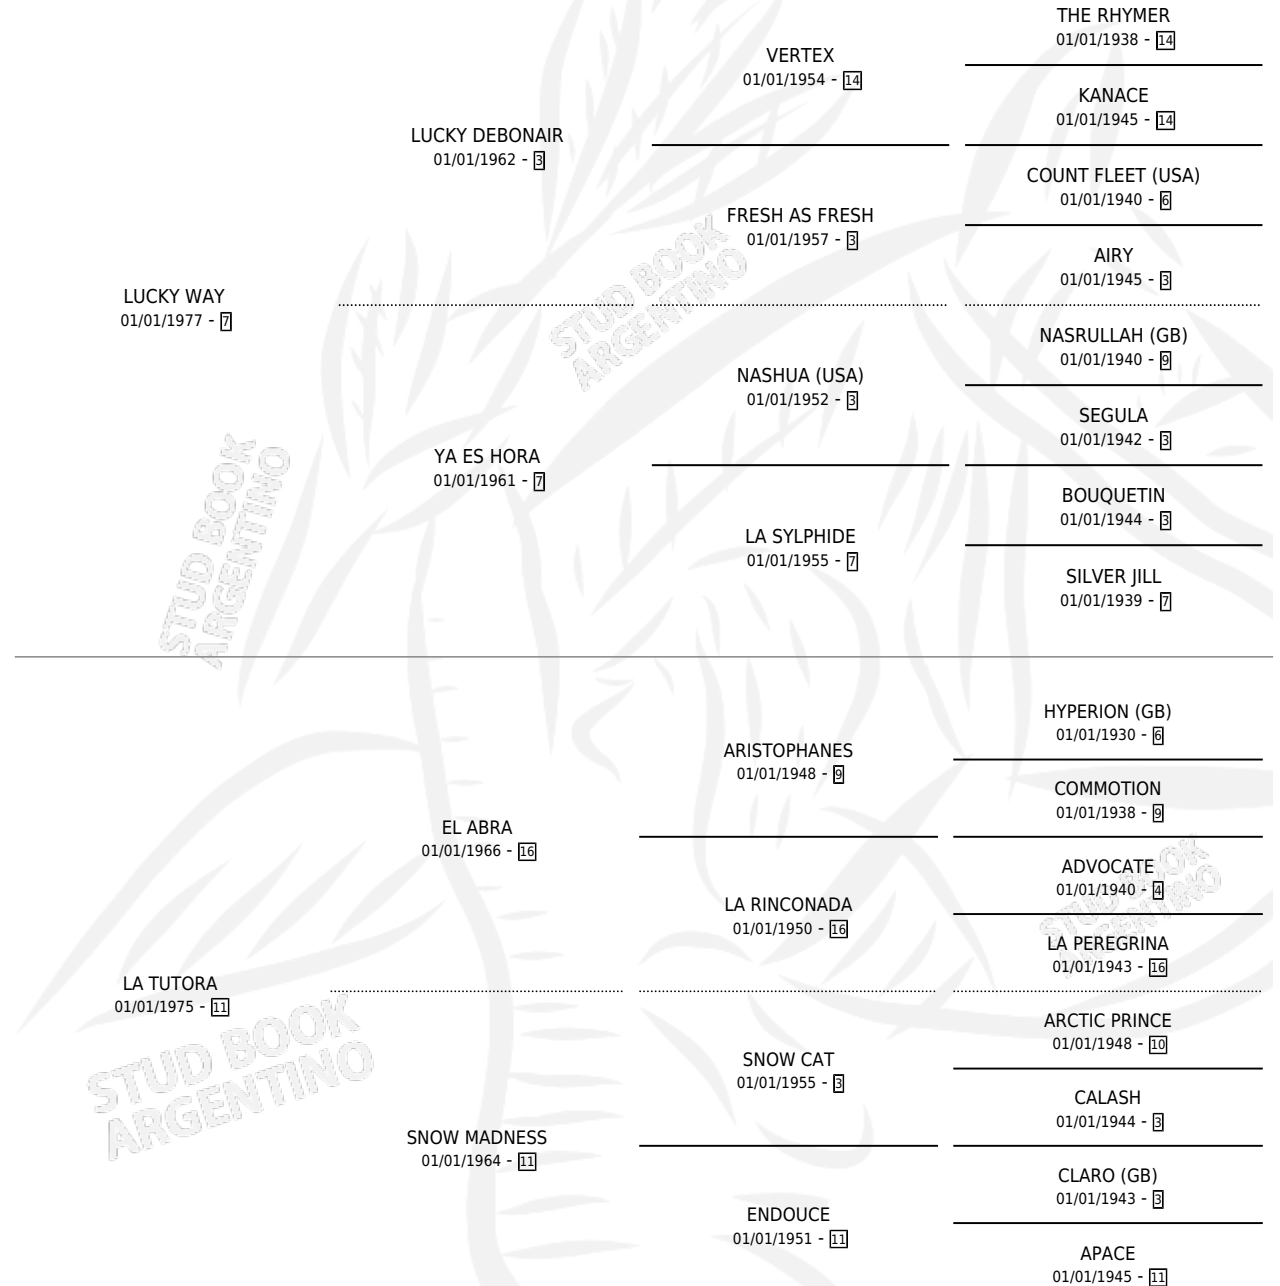 THE RHYMER
01/01/1938 - 14
VERTEX
01/01/1954 - 14
KANACE
01/01/1945 - 14
LUCKY DEBONAIR
01/01/1962 - 3
COUNT FLEET (USA)
01/01/1940 - 6
FRESH AS FRESH
01/01/1957 - 3
AIRY
01/01/1945 - 3
LUCKY WAY
01/01/1977 - 7
NASRULLAH (GB)
01/01/1940 - 9
NASHUA (USA)
01/01/1952 - 3
SEGULA
01/01/1942 - 3
YA ES HORA
01/01/1961 - 7
BOUQUETIN
01/01/1944 - 3
LA SYLPHIDE
01/01/1955 - 7
SILVER JILL
01/01/1939 - 7
HYPERION (GB)
01/01/1930 - 6
ARISTOPHANES
01/01/1948 - 9
COMMOTION
01/01/1938 - 9
EL ABRA
01/01/1966 - 16
ADVOCATE
01/01/1940 - 4
LA RINCONADA
01/01/1950 - 16
LA PEREGRINA
01/01/1943 - 16
LA TUTORA
01/01/1975 - 11
ARCTIC PRINCE
01/01/1948 - 10
SNOW CAT
01/01/1955 - 3
CALASH
01/01/1944 - 3
SNOW MADNESS
01/01/1964 - 11
CLARO (GB)
01/01/1943 - 3
ENDOUCE
01/01/1951 - 11
APACE
01/01/1945 - 11
STUD BOOK
ARGENTINO
STUD BOOK
ARGENTINO
STUD BOOK
ARGENTINO
STUD BOOK
ARGENTINO